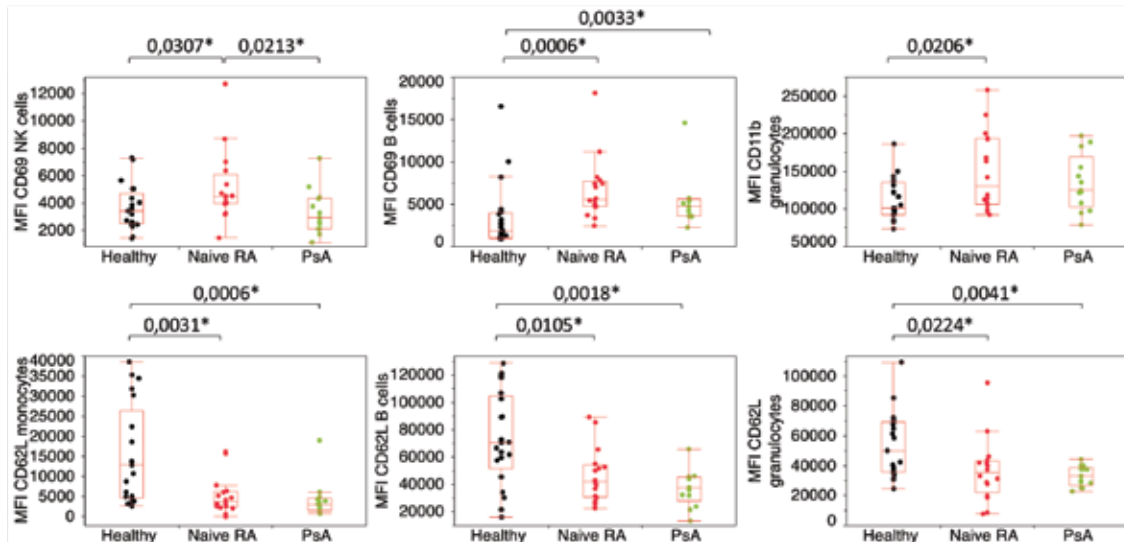 0,0033*
0,0307*
0,0213*
0,0006*
0,0206*
MFI CD69 NK cells
12000
10000
8000
6000
4000
2000
Healthy
Naive RA
PsA
MFI CD69 B cells
20000
15000
10000
5000
0
Healthy
Naive RA
PsA
MFI CD11b
granulocytes
250000
200000
150000
100000
50000
Healthy
Naive RA
PsA
0,0006*
0,0031*
0,0018*
0,0105*
0,0041*
0,0224*
MFI CD62L monocytes
40000
35000
30000
25000
20000
15000
10000
5000
0
Healthy
Naive RA
PsA
MFI CD62L B cells
120000
100000
80000
60000
40000
20000
Healthy
Naive RA
PsA
MFI CD62L
granulocytes
100000
80000
60000
40000
20000
0
Healthy
Naive RA
PsA